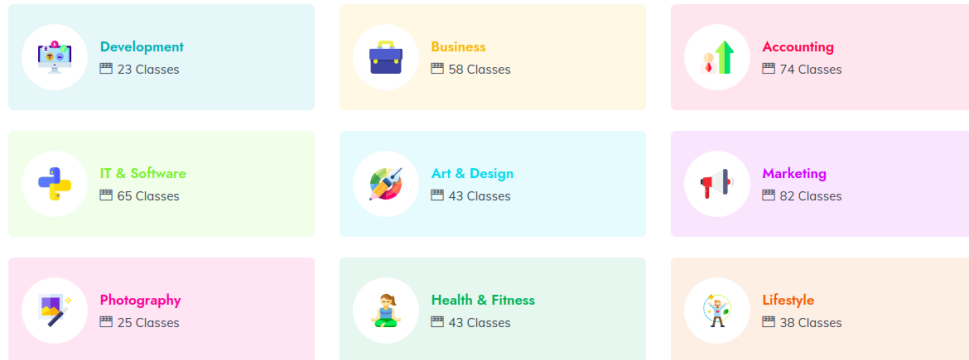 Development
23 Classes
Business
58 Classes
Accounting
74 Classes
IT & Software
65 Classes
Art & Design
43 Classes
Marketing
82 Classes
Photography
25 Classes
Health & Fitness
43 Classes
Lifestyle
38 Classes